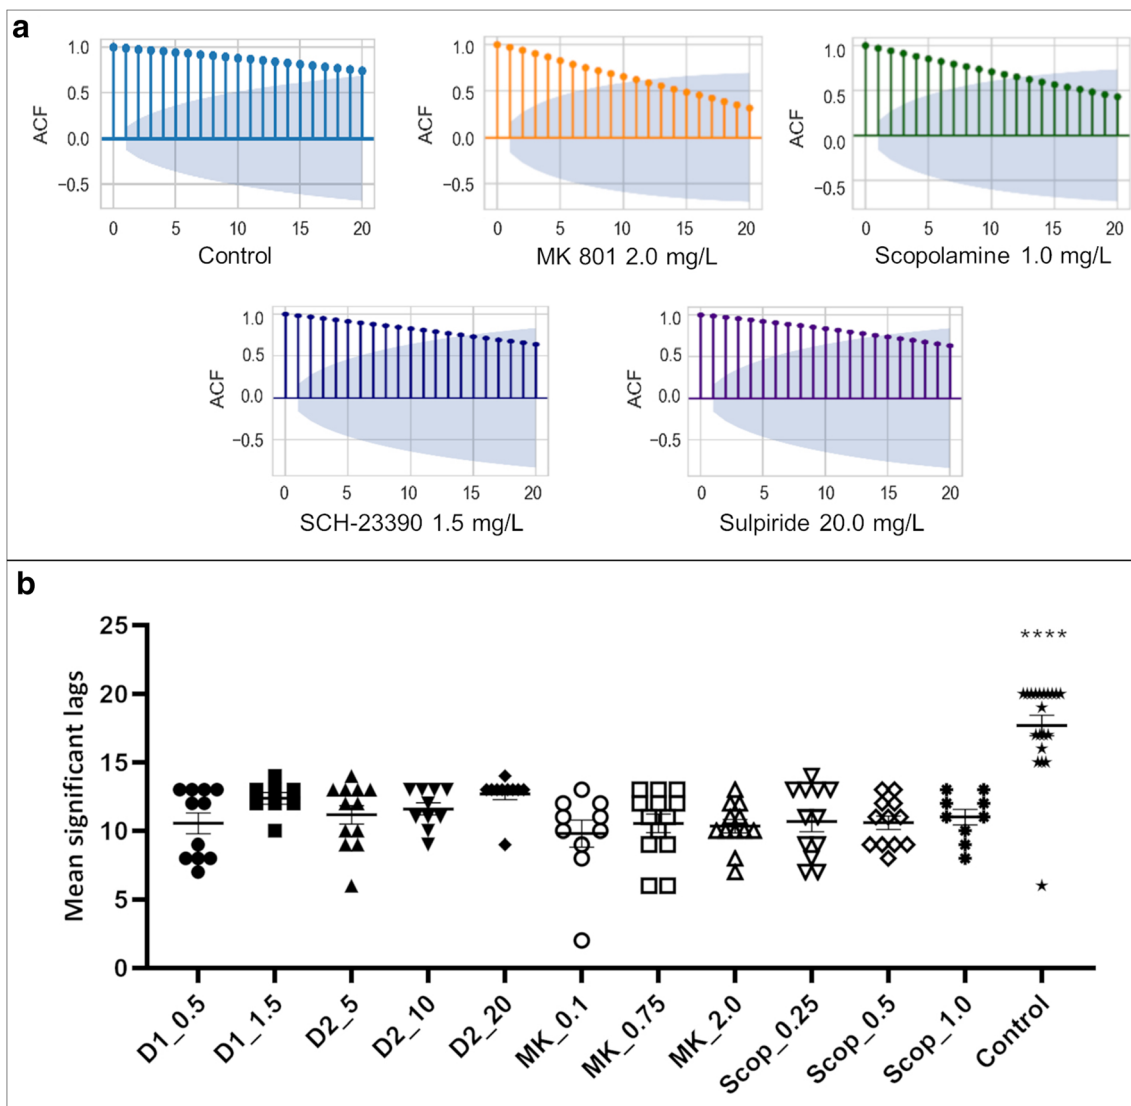 a
1.0
0.5
0.0
−0.5
ACF
0 5 10 15 20
Control
1.0
0.5
0.0
−0.5
ACF
0 5 10 15 20
MK 801 2.0 mg/L
1.0
0.5
0.0
−0.5
ACF
0 5 10 15 20
Scopolamine 1.0 mg/L
1.0
0.5
0.0
−0.5
ACF
0 5 10 15 20
SCH-23390 1.5 mg/L
1.0
0.5
0.0
−0.5
ACF
0 5 10 15 20
Sulpiride 20.0 mg/L
b
Mean significant lags
25
20
15
10
5
0
****
D1_0.5
D1_1.5
D2_5
D2_10
D2_20
MK_0.1
MK_0.75
MK_2.0
Scop_0.25
Scop_0.5
Scop_1.0
Control